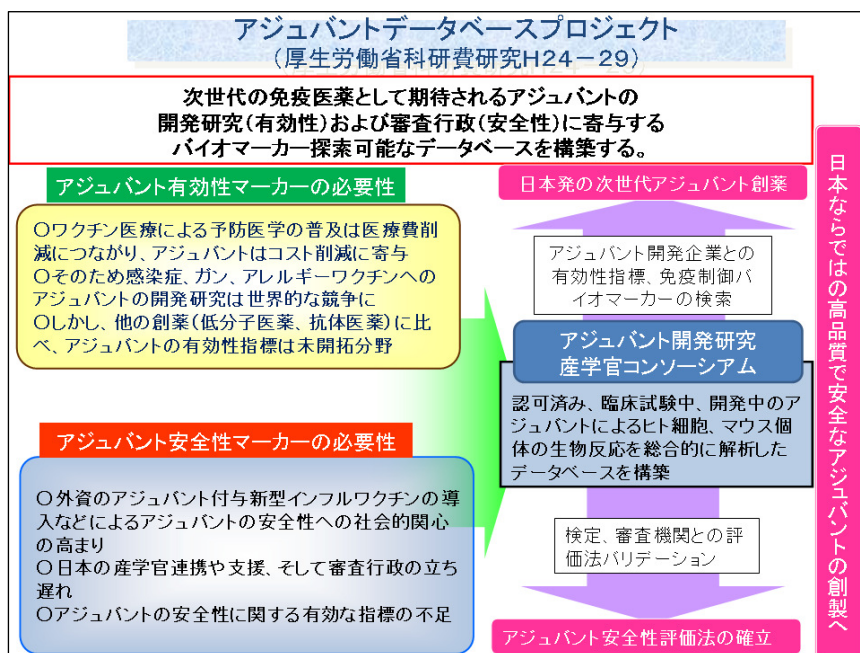 アジュバントデータベースプロジェクト
(厚生労働省科研費研究H24－29)
次世代の免疫医薬として期待されるアジュバントの
開発研究(有効性)および審査行政(安全性)に寄与する
バイオマーカー探索可能なデータベースを構築する。
アジュバント有効性マーカーの必要性
○ワクチン医療による予防医学の普及は医療費削
減につながり、アジュバントはコスト削減に寄与
○そのため感染症、ガン、アレルギーワクチンへの
アジュバントの開発研究は世界的な競争に
○しかし、他の創薬(低分子医薬、抗体医薬)に比
べ、アジュバントの有効性指標は未開拓分野
アジュバント安全性マーカーの必要性
○外資のアジュバント付与新型インフルワクチンの導
入などによるアジュバントの安全性への社会的関心
の高まり
○日本の産学官連携や支援、そして審査行政の立ち
遅れ
○アジュバントの安全性に関する有効な指標の不足
日本発の次世代アジュバント創薬
アジュバント開発企業との
有効性指標、免疫制御バ
イオマーカーの検索
アジュバント開発研究
産学官コンソーシアム
認可済み、臨床試験中、開発中のア
ジュバントによるヒト細胞、マウス個
体の生物反応を総合的に解析した
データベースを構築
検定、審査機関との評
価法バリデーション
アジュバント安全性評価法の確立
日本ならではの高品質で安全なアジュバントの創製へ